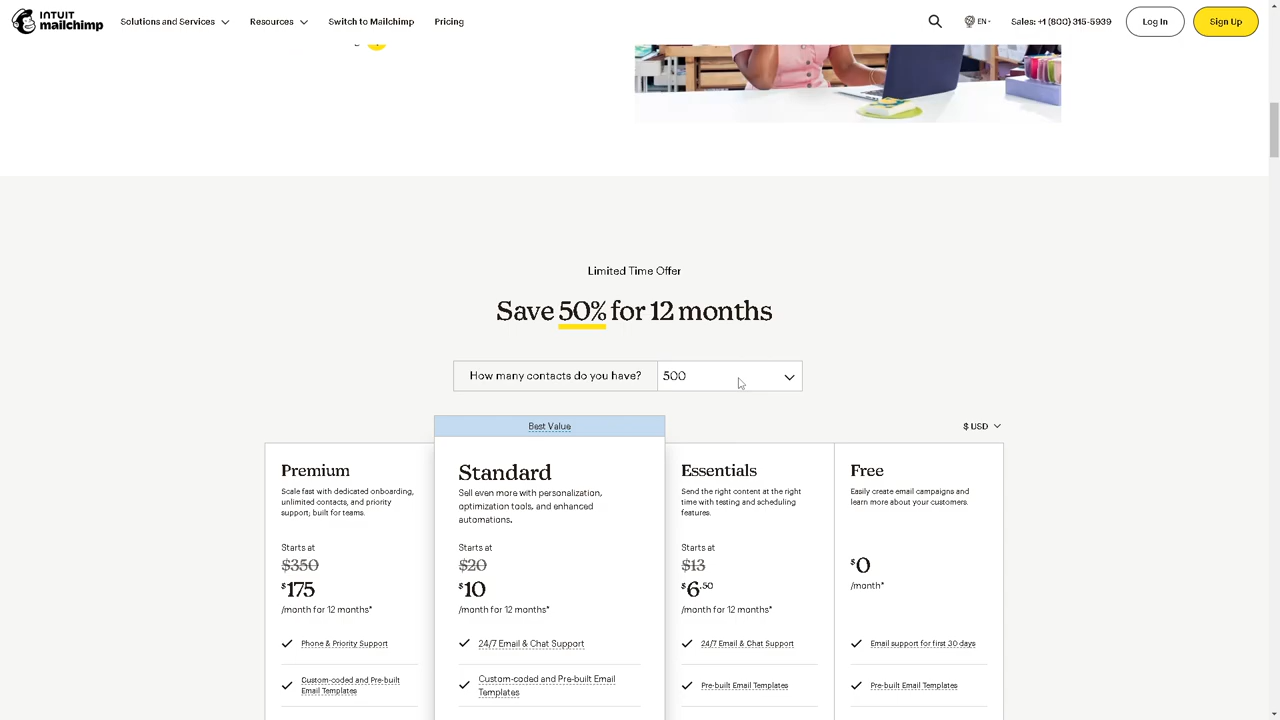 INTUIT
mailchimp
Solutions and Services
Resources
Switch to Mailchimp
Pricing
EN
Sales: +1 (800) 315-5939
Log In
Sign Up
Limited Time Offer
Save 50% for 12 months
How many contacts do you have?
500
Best Value
$ USD
Premium
Scale fast with dedicated onboarding,
unlimited contacts, and priority
support; built for teams.
Starts at
$350
$175
/month for 12 months*
Phone & Priority Support
Custom-coded and Pre-built
Email Templates
Standard
Sell even more with personalization,
optimization tools, and enhanced
automations.
Starts at
$20
$10
/month for 12 months*
24/7 Email & Chat Support
Custom-coded and Pre-built Email
Templates
Essentials
Send the right content at the right
time with testing and scheduling
features.
Starts at
$13
$6.50
/month for 12 months*
24/7 Email & Chat Support
Pre-built Email Templates
Free
Easily create email campaigns and
learn more about your customers.
$0
/month*
Email support for first 30 days
Pre-built Email Templates